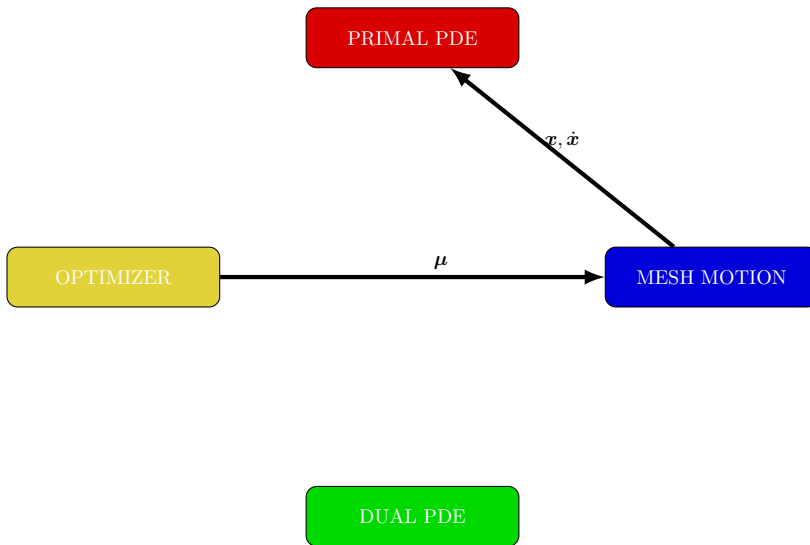 PRIMAL PDE
x, ẋ
μ
OPTIMIZER
MESH MOTION
DUAL PDE